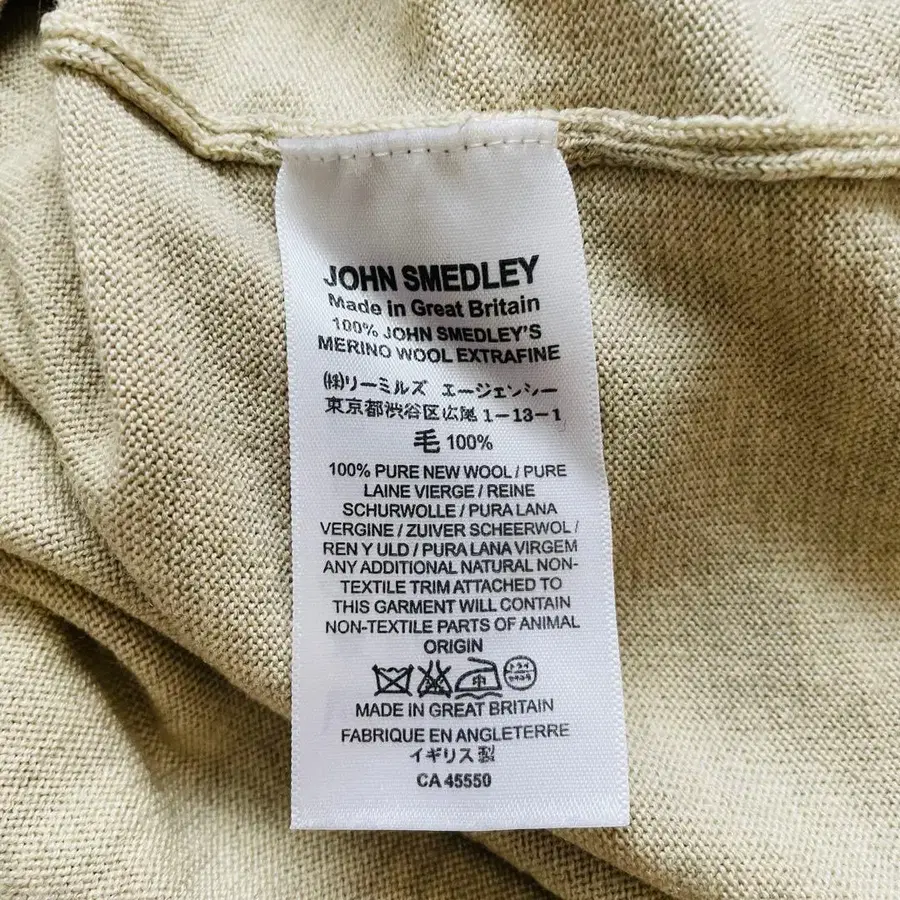 JOHN SMEDLEY
Made in Great Britain
100% JOHN SMEDLEY'S
MERINO WOOL EXTRAFINE
㈱リーミルズ エージェンシー
東京都渋谷区広尾 1-13-1
毛 100%
100% PURE NEW WOOL / PURE
LAINE VIERGE / REINE
SCHURWOLLE / PURA LANA
VERGINE / ZUIVER SCHEERWOL /
REN Y ULD / PURA LANA VIRGEM
ANY ADDITIONAL NATURAL NON-
TEXTILE TRIM ATTACHED TO
THIS GARMENT WILL CONTAIN
NON-TEXTILE PARTS OF ANIMAL
ORIGIN
ドライ
MADE IN GREAT BRITAIN
FABRIQUE EN ANGLETERRE
イギリス製
CA 45550